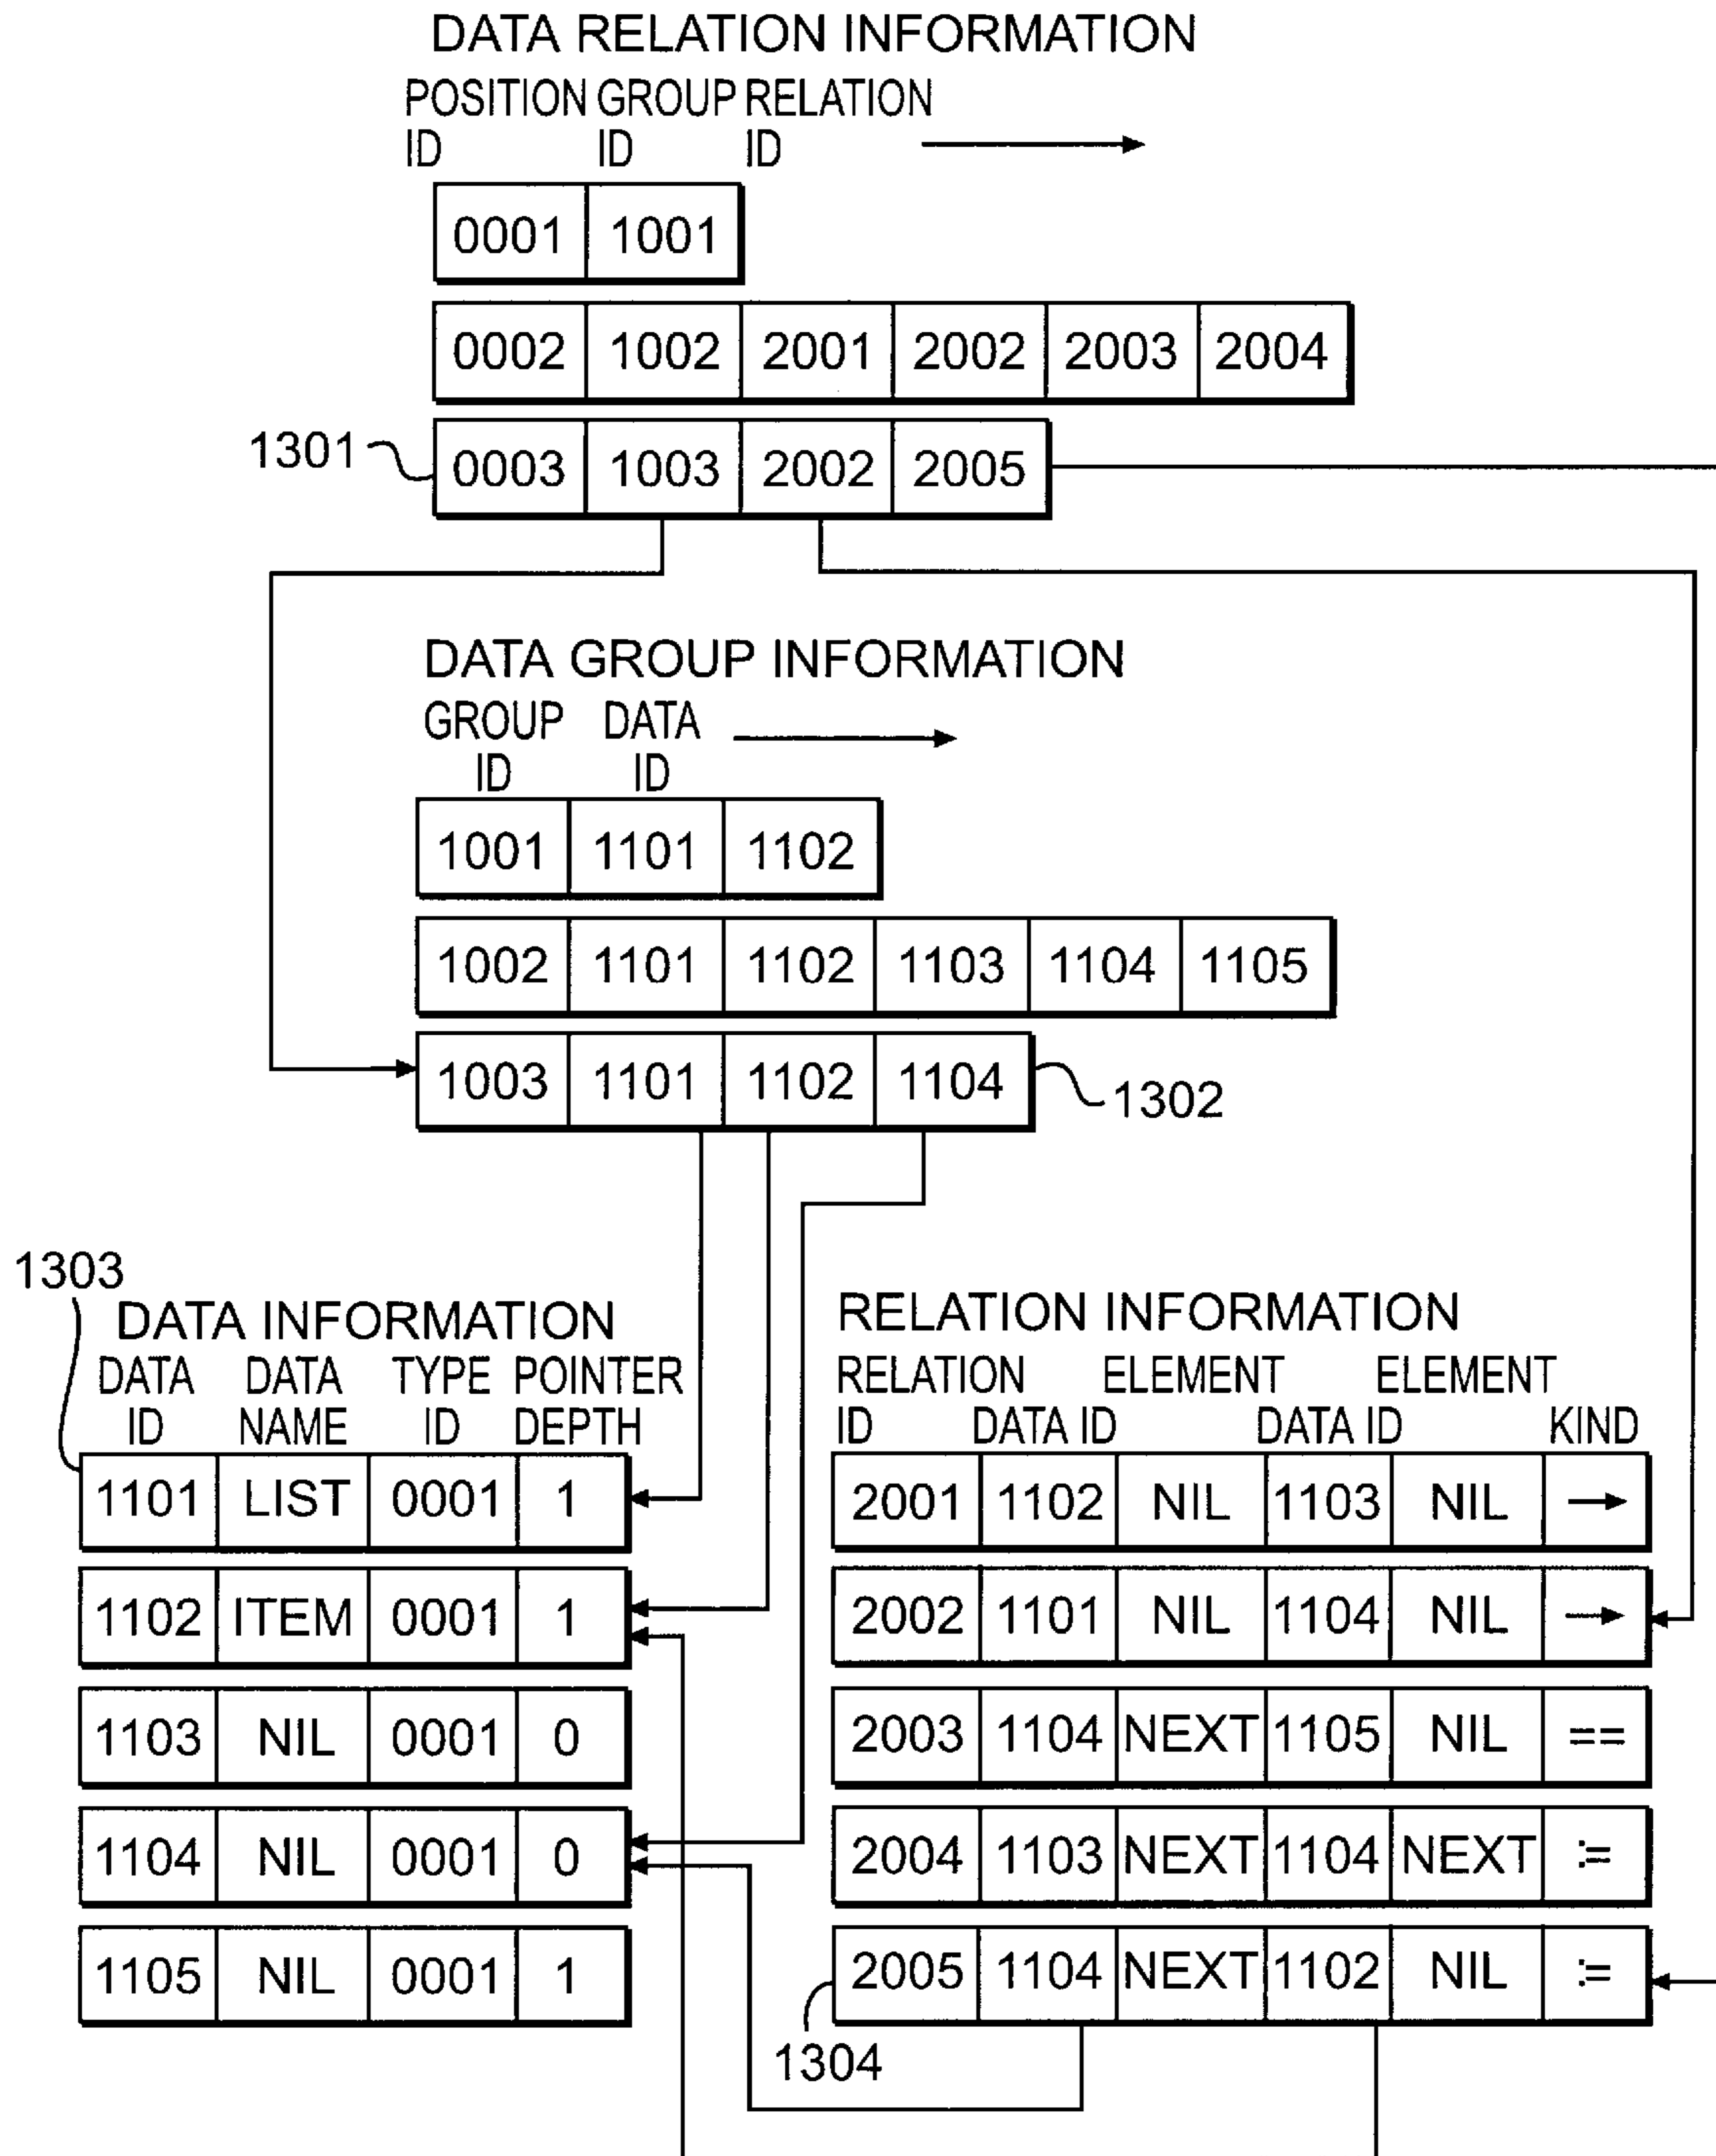 DATA RELATION INFORMATION
POSITION GROUP RELATION
ID ID ID
0001 1001
0002 1002 2001 2002 2003 2004
1301
0003 1003 2002 2005
DATA GROUP INFORMATION
GROUP DATA
ID ID
1001 1101 1102
1002 1101 1102 1103 1104 1105
1003 1101 1102 1104
1302
1303
DATA INFORMATION
DATA DATA TYPE POINTER
ID NAME ID DEPTH
1101 LIST 0001 1
1102 ITEM 0001 1
1103 NIL 0001 0
1104 NIL 0001 0
1105 NIL 0001 1
RELATION INFORMATION
RELATION ELEMENT ELEMENT
ID DATA ID DATA ID KIND
2001 1102 NIL 1103 NIL →
2002 1101 NIL 1104 NIL →
2003 1104 NEXT 1105 NIL ==
2004 1103 NEXT 1104 NEXT :=
2005 1104 NEXT 1102 NIL :=
1304